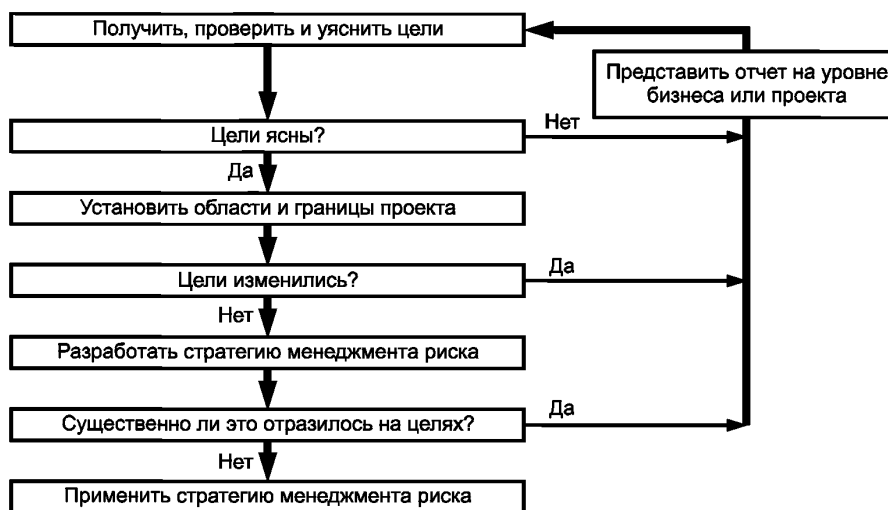 Получить, проверить и уяснить цели
Представить отчет на уровне
бизнеса или проекта
Цели ясны?
Нет
Да
Установить области и границы проекта
Цели изменились?
Да
Нет
Разработать стратегию менеджмента риска
Существенно ли это отразилось на целях?
Да
Нет
Применить стратегию менеджмента риска